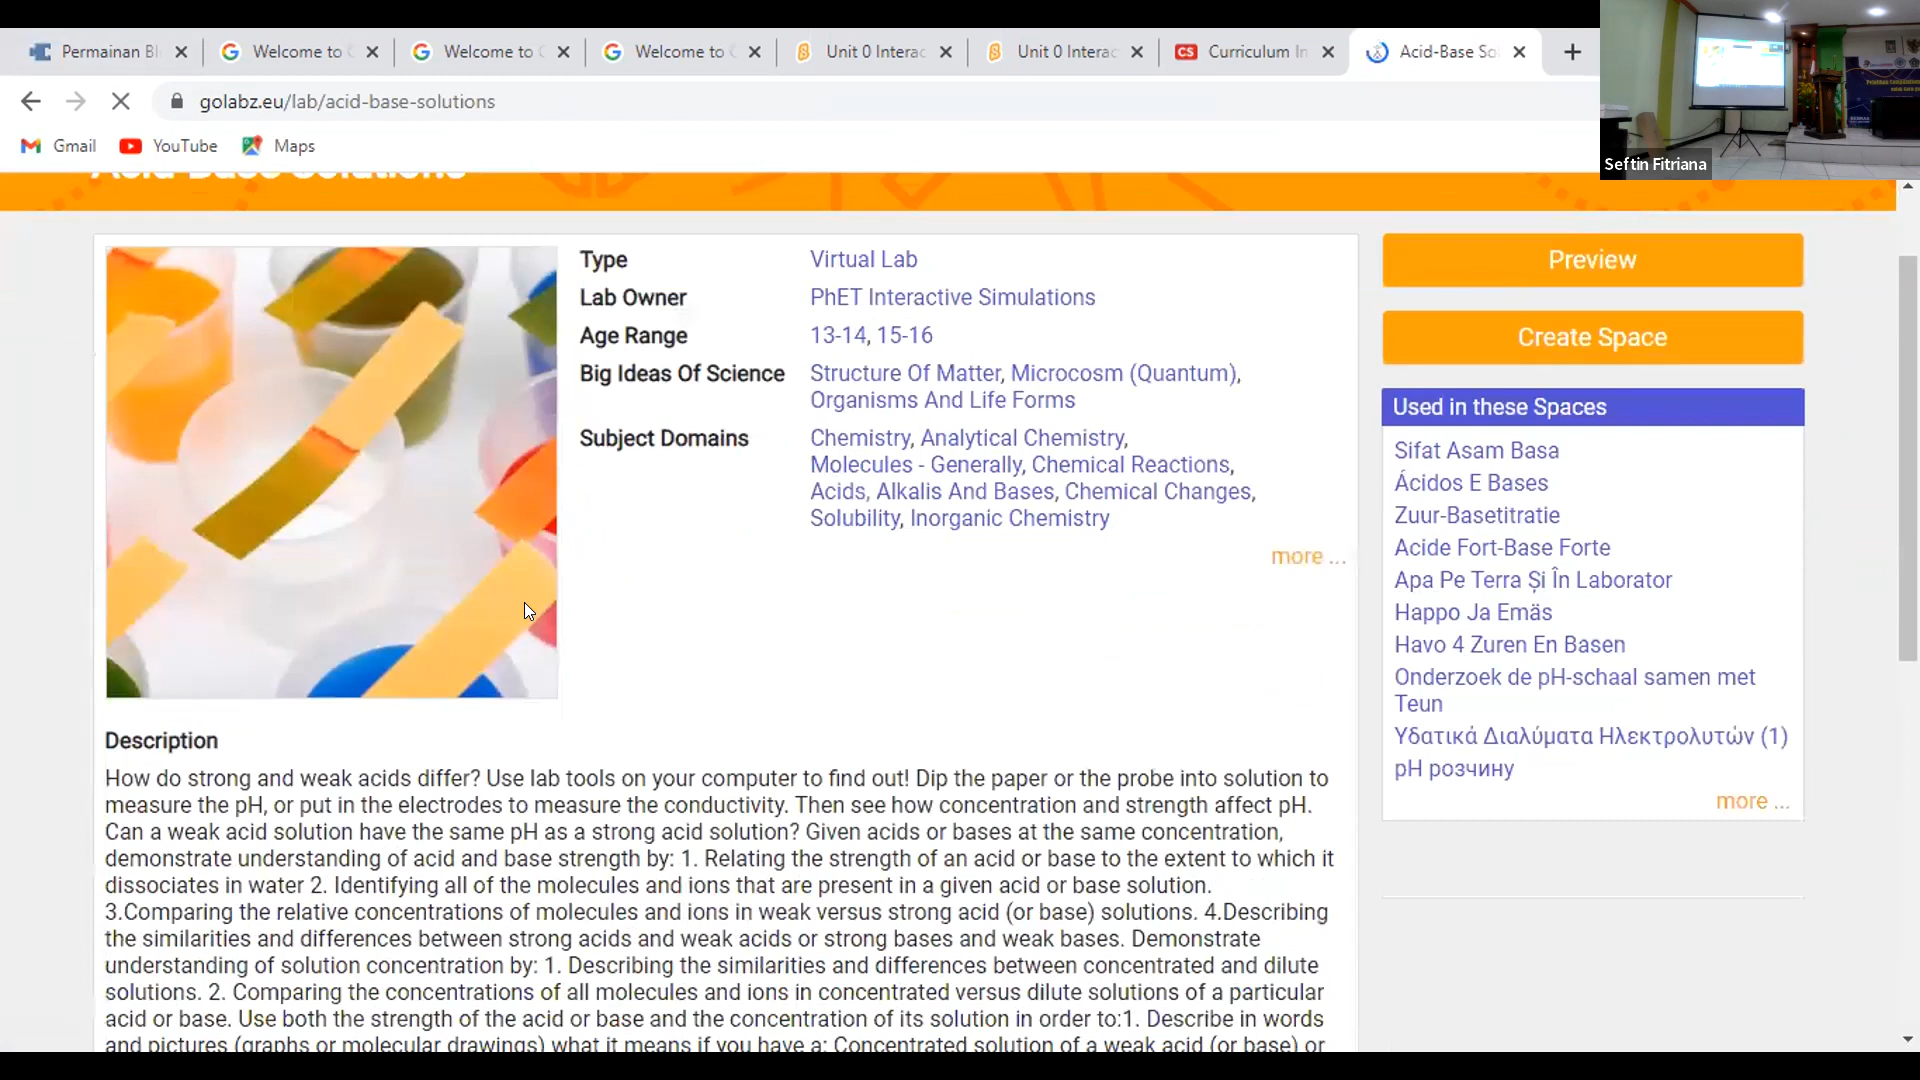 Permainan Bl
Welcome to
Welcome to
Welcome to
Unit 0 Interac
Unit 0 Interac
CS
Curriculum In
Acid-Base So
golabz.eu/lab/acid-base-solutions
Gmail
YouTube
Maps
Seftin Fitriana
Acid-Base Solutions
Type
Virtual Lab
Lab Owner
PhET Interactive Simulations
Age Range
13-14, 15-16
Big Ideas Of Science
Structure Of Matter, Microcosm (Quantum),
Organisms And Life Forms
Subject Domains
Chemistry, Analytical Chemistry,
Molecules - Generally, Chemical Reactions,
Acids, Alkalis And Bases, Chemical Changes,
Solubility, Inorganic Chemistry
more ...
Description
How do strong and weak acids differ? Use lab tools on your computer to find out! Dip the paper or the probe into solution to
measure the pH, or put in the electrodes to measure the conductivity. Then see how concentration and strength affect pH.
Can a weak acid solution have the same pH as a strong acid solution? Given acids or bases at the same concentration,
demonstrate understanding of acid and base strength by: 1. Relating the strength of an acid or base to the extent to which it
dissociates in water 2. Identifying all of the molecules and ions that are present in a given acid or base solution.
3.Comparing the relative concentrations of molecules and ions in weak versus strong acid (or base) solutions. 4.Describing
the similarities and differences between strong acids and weak acids or strong bases and weak bases. Demonstrate
understanding of solution concentration by: 1. Describing the similarities and differences between concentrated and dilute
solutions. 2. Comparing the concentrations of all molecules and ions in concentrated versus dilute solutions of a particular
acid or base. Use both the strength of the acid or base and the concentration of its solution in order to:1. Describe in words
and pictures (graphs or molecular drawings) what it means if you have a: Concentrated solution of a weak acid (or base) or
Preview
Create Space
Used in these Spaces
Sifat Asam Basa
Ácidos E Bases
Zuur-Basetitratie
Acide Fort-Base Forte
Apa Pe Terra Și În Laborator
Happo Ja Emäs
Havo 4 Zuren En Basen
Onderzoek de pH-schaal samen met
Teun
Υδατικά Διαλύματα Ηλεκτρολυτών (1)
pH розчину
more ...